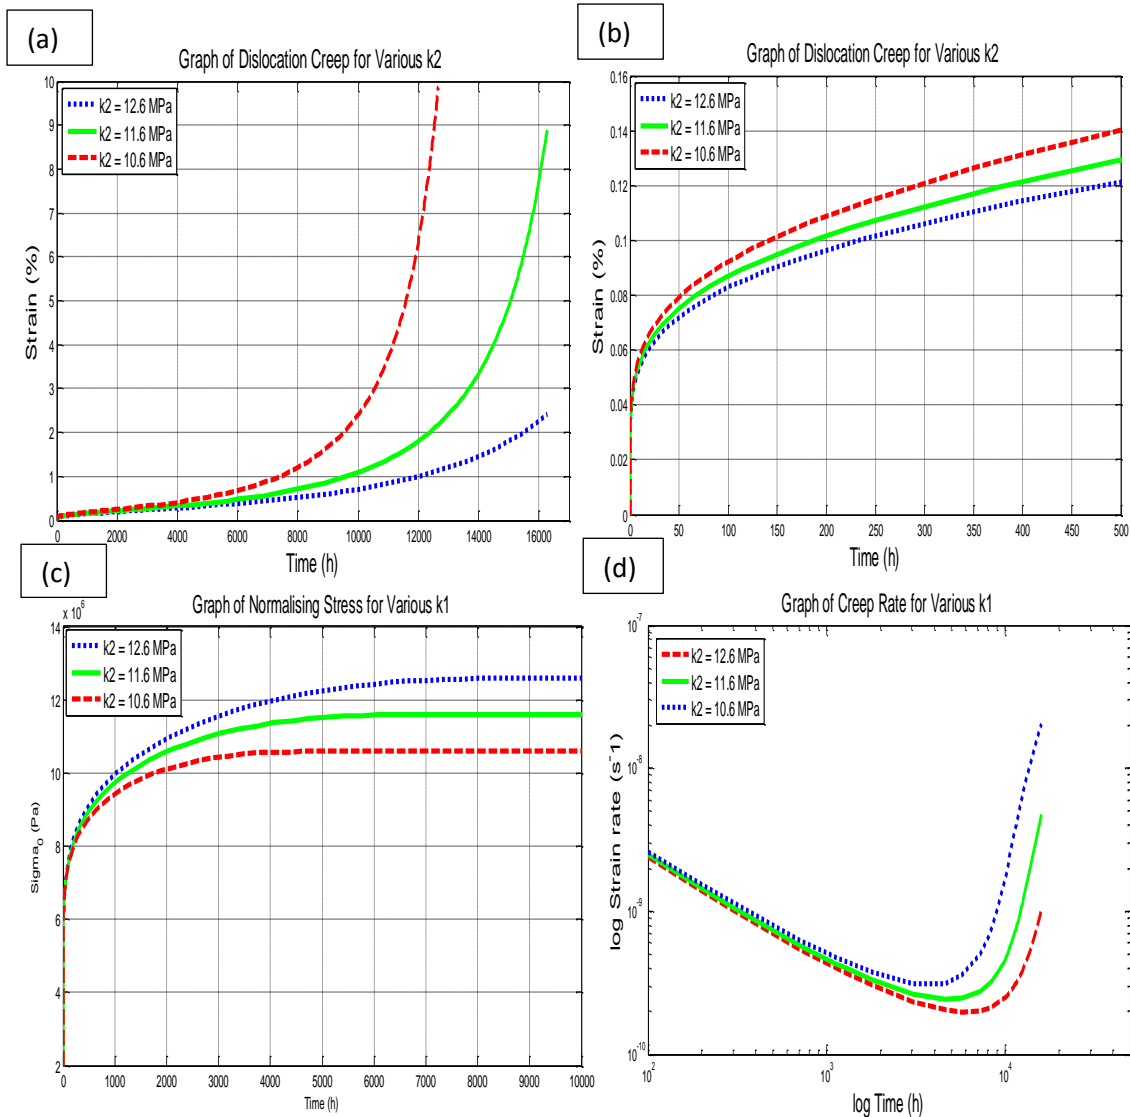 (a)
Graph of Dislocation Creep for Various k2
k2 = 12.6 MPa
k2 = 11.6 MPa
k2 = 10.6 MPa
Strain (%)
10
9
8
7
6
5
4
3
2
1
0
0 2000 4000 6000 8000 10000 12000 14000 16000
Time (h)
(b)
Graph of Dislocation Creep for Various k2
k2 = 12.6 MPa
k2 = 11.6 MPa
k2 = 10.6 MPa
Strain (%)
0.16
0.14
0.12
0.1
0.08
0.06
0.04
0.02
0
0 50 100 150 200 250 300 350 400 450 500
Time (h)
(c)
Graph of Normalising Stress for Various k1
x 10^6
k2 = 12.6 MPa
k2 = 11.6 MPa
k2 = 10.6 MPa
Sigma₀ (Pa)
14
12
10
8
6
4
2
0 1000 2000 3000 4000 5000 6000 7000 8000 9000 10000
Time (h)
(d)
Graph of Creep Rate for Various k1
k2 = 12.6 MPa
k2 = 11.6 MPa
k2 = 10.6 MPa
log Strain rate (s⁻¹)
10⁻⁷
10⁻⁸
10⁻⁹
10⁻¹⁰
10² 10³ 10⁴
log Time (h)